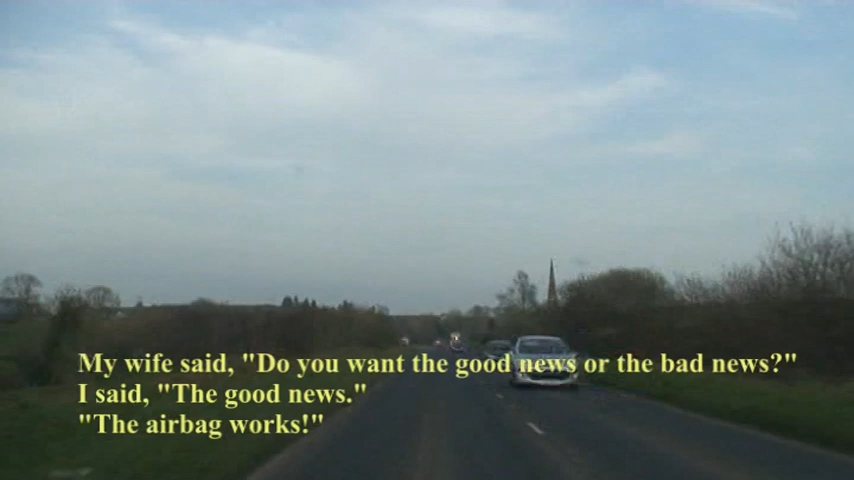 My wife said, "Do you want the good news or the bad news?"
I said, "The good news."
"The airbag works!"